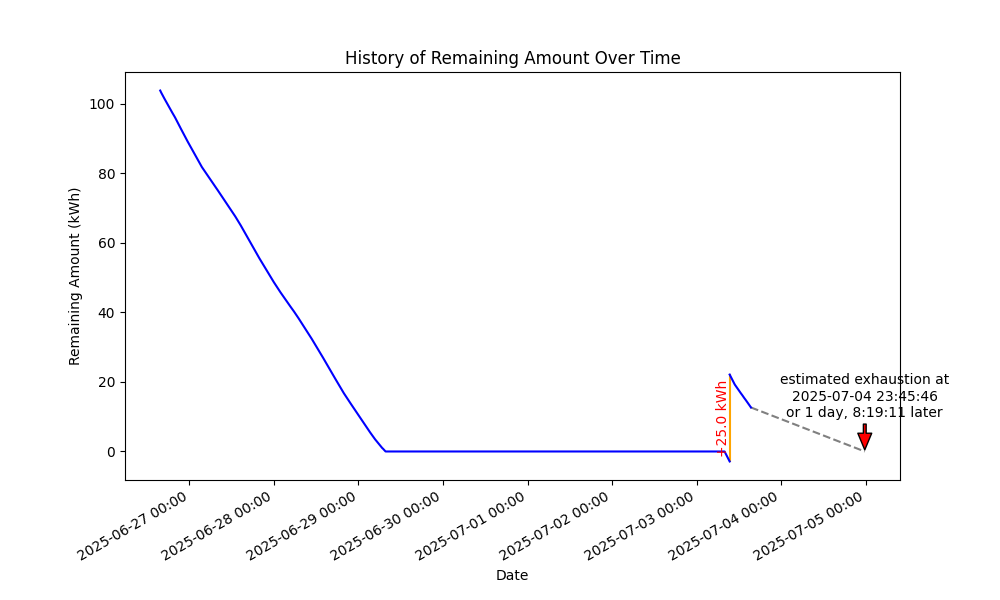 History of Remaining Amount Over Time
Remaining Amount (kWh)
100
80
60
40
20
0
+25.0 kWh
estimated exhaustion at
2025-07-04 23:45:46
or 1 day, 8:19:11 later
2025-06-27 00:00
2025-06-28 00:00
2025-06-29 00:00
2025-06-30 00:00
2025-07-01 00:00
2025-07-02 00:00
2025-07-03 00:00
2025-07-04 00:00
2025-07-05 00:00
Date